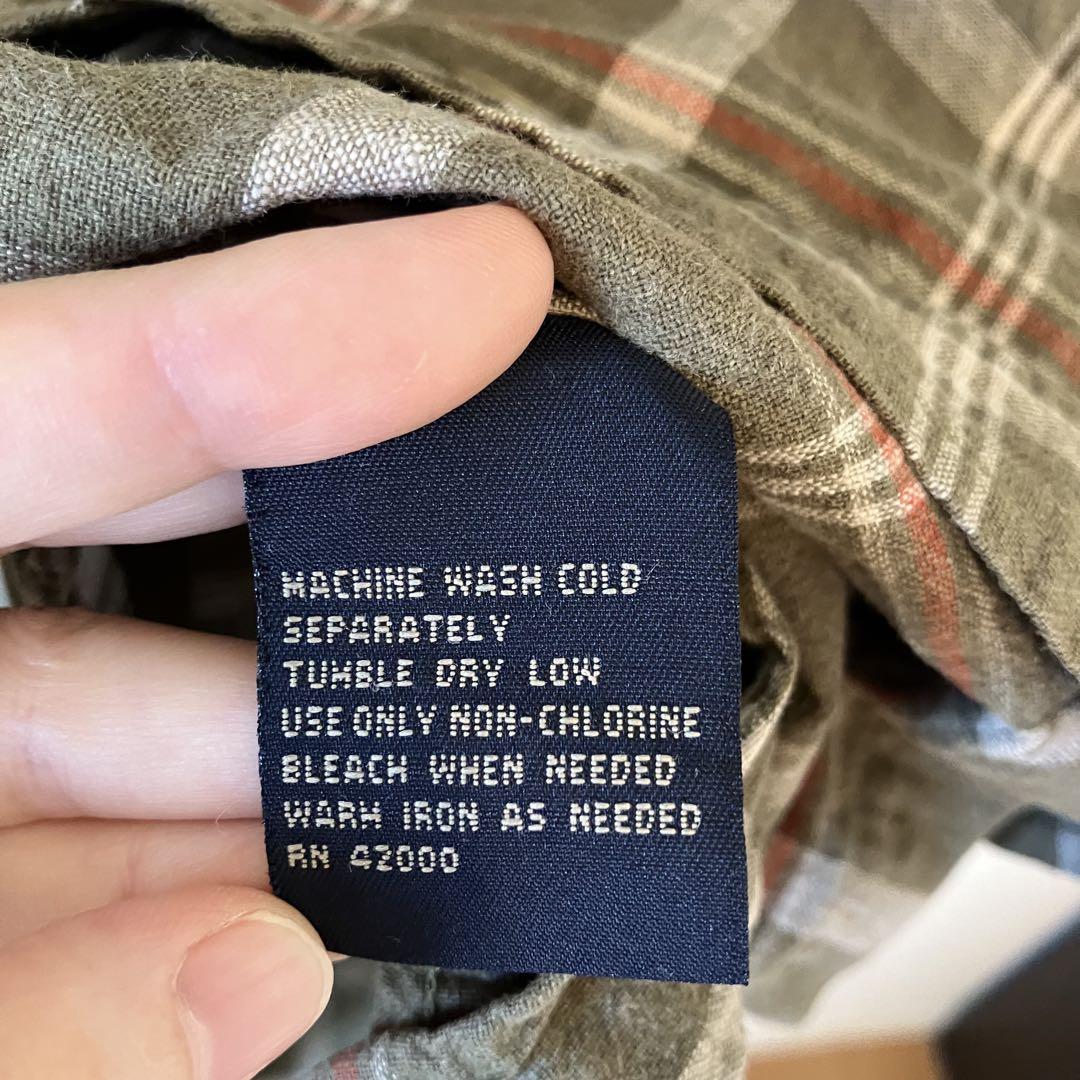 MACHINE WASH COLD
SEPARATELY
TUMBLE DRY LOW
USE ONLY NON-CHLORINE
BLEACH WHEN NEEDED
WARM IRON AS NEEDED
RN 42000